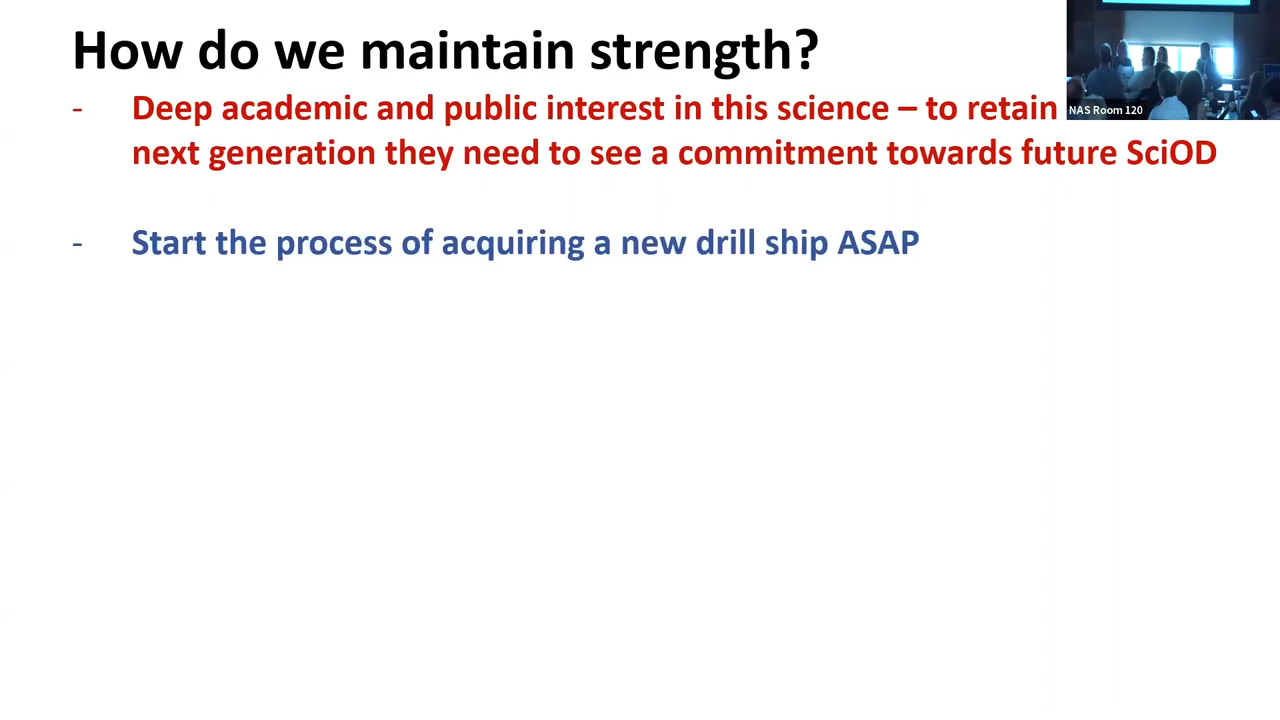 How do we maintain strength?
- Deep academic and public interest in this science – to retain
next generation they need to see a commitment towards future SciOD
- Start the process of acquiring a new drill ship ASAP
NAS Room 120